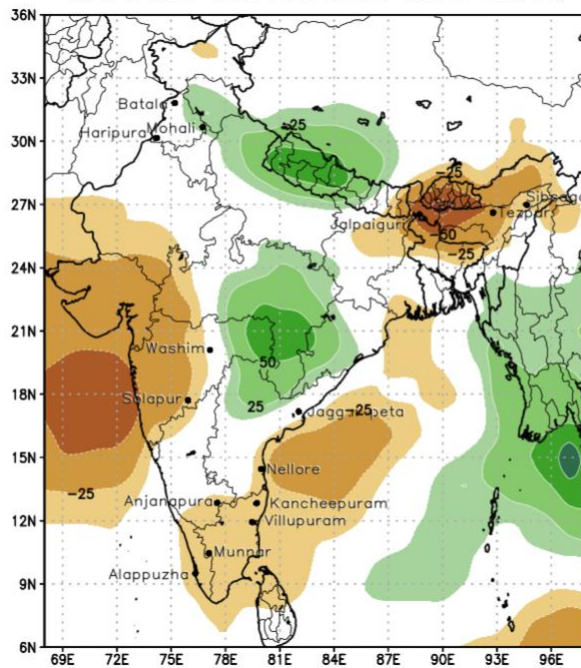 36N
33N
30N
27N
24N
21N
18N
15N
12N
9N
6N
Batala
Mohali
Haripura
-25
-25
Sibsaga
Tezpur
Jalpaiguri
-50
-25
Washim
50
Solapur
25
-25
Nellore
-25
Anjanapura
Kancheepuram
Villupuram
Munnar
Alappuzha
69E 72E 75E 78E 81E 84E 87E 90E 93E 96E